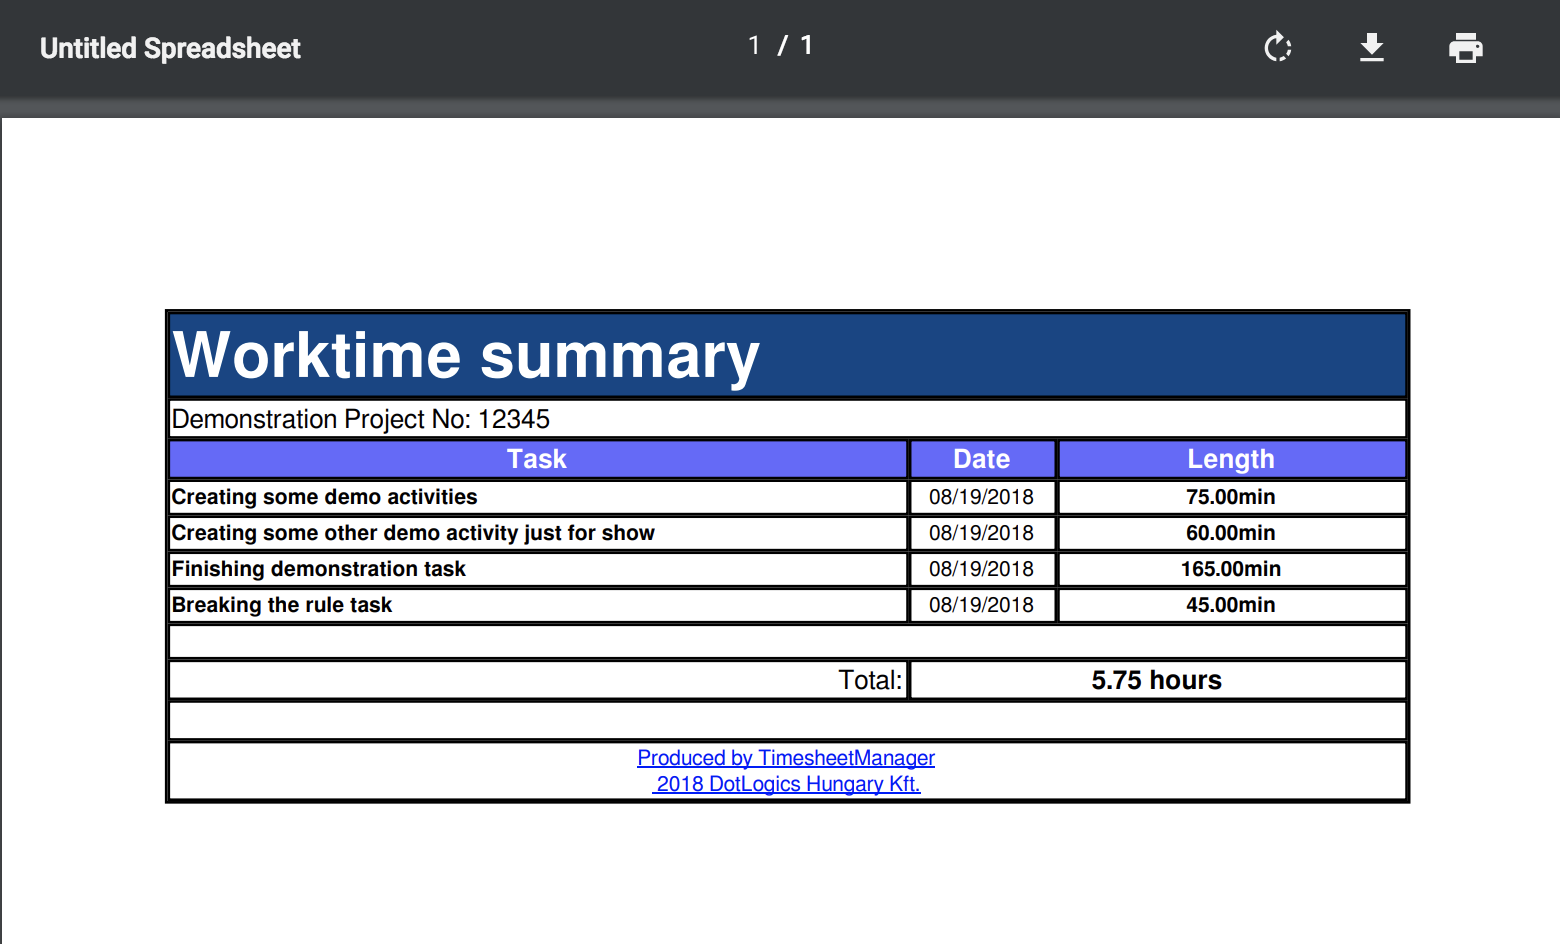 Untitled Spreadsheet
1 / 1
Worktime summary
Demonstration Project No: 12345
Task Date Length
Creating some demo activities 08/19/2018 75.00min
Creating some other demo activity just for show 08/19/2018 60.00min
Finishing demonstration task 08/19/2018 165.00min
Breaking the rule task 08/19/2018 45.00min
Total: 5.75 hours
Produced by TimesheetManager
2018 DotLogics Hungary Kft.